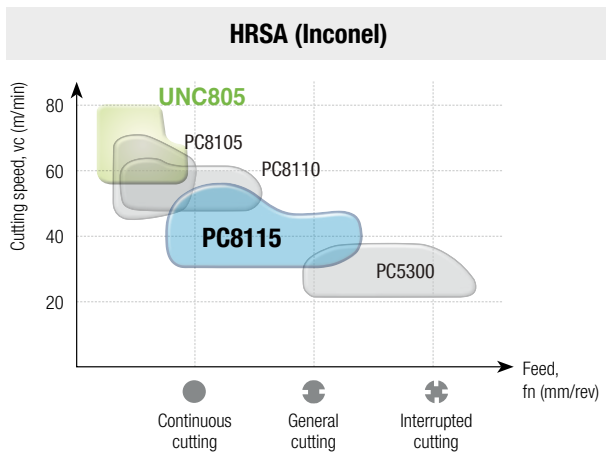 HRSA (Inconel)
Cutting speed, vc (m/min)
80
60
40
20
UNC805
PC8105
PC8110
PC8115
PC5300
Feed,
fn (mm/rev)
Continuous
cutting
General
cutting
Interrupted
cutting